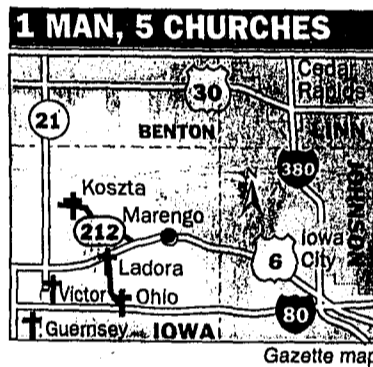 1 MAN, 5 CHURCHES
Cedar
Rapids
30
21
BENTON
LINN
380
JOHNSON
Koszta
N
Marengo
212
Iowa
City
6
Ladora
Victor
Ohio
80
Guernsey
IOWA
Gazette map